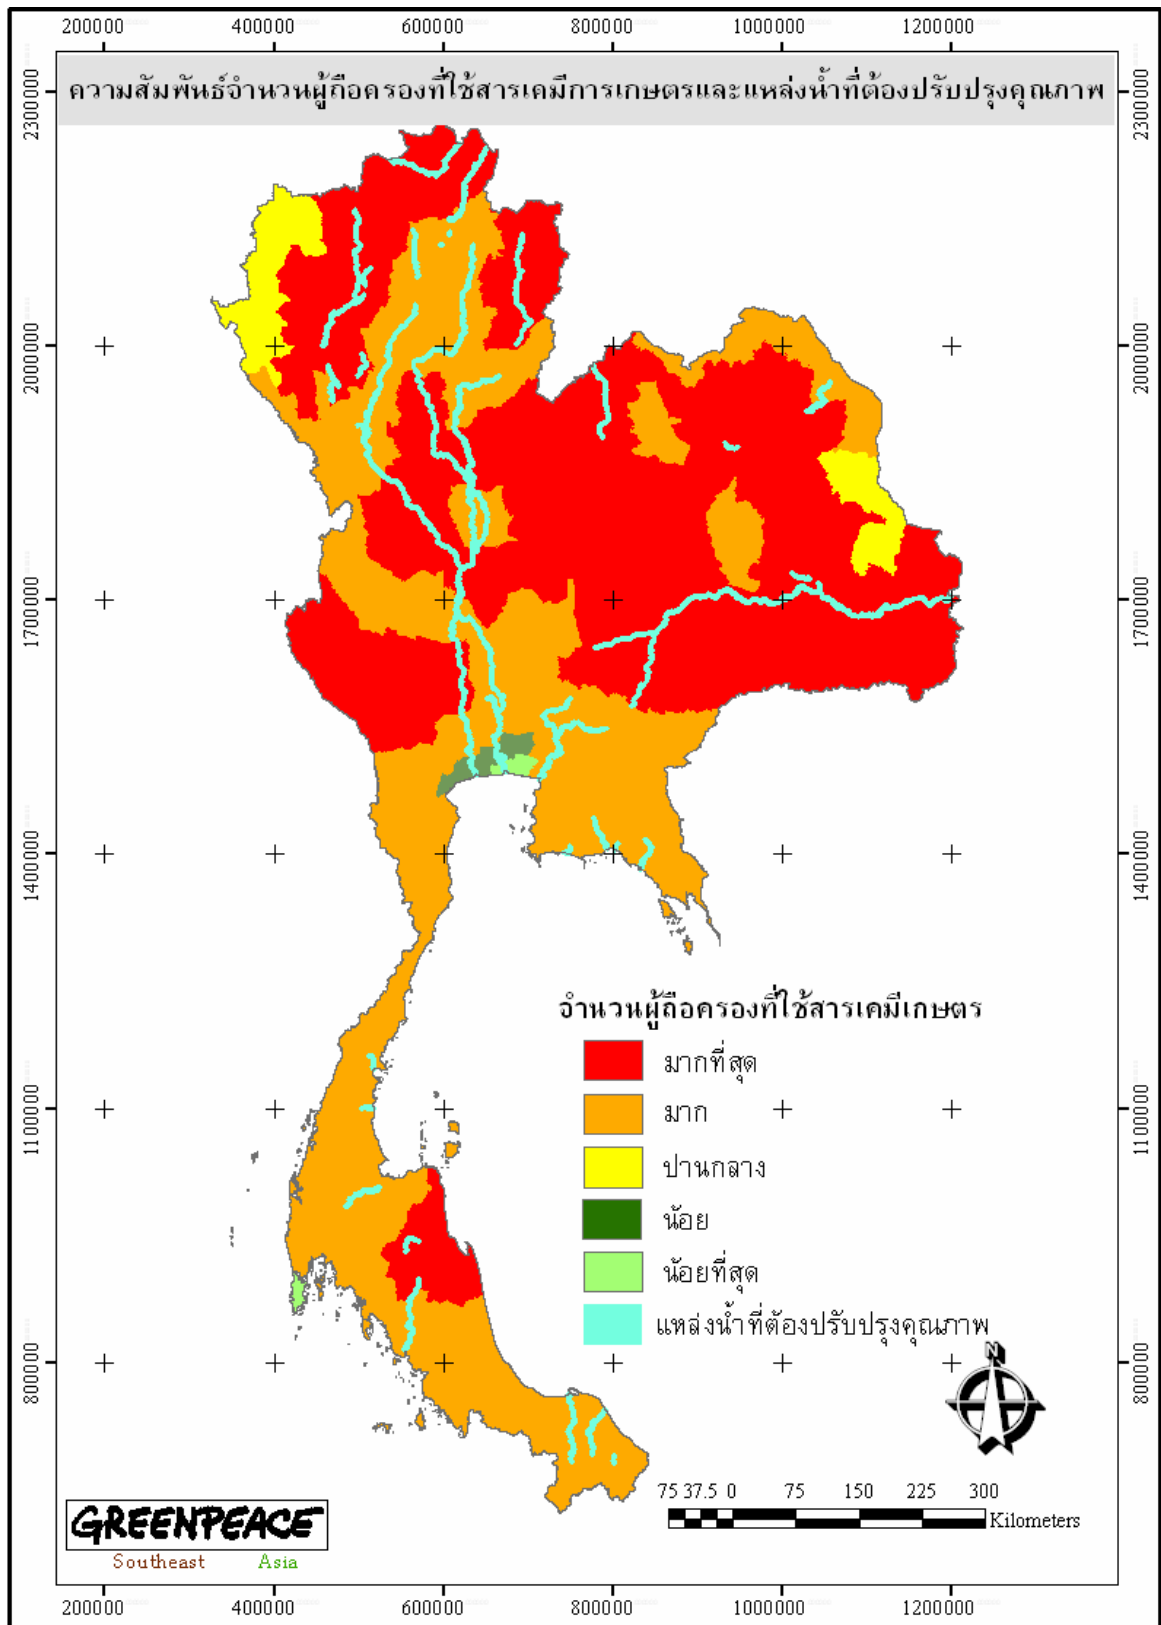 200000 400000 600000 800000 1000000 1200000
ความสัมพันธ์จำนวนผู้ถือครองที่ใช้สารเคมีการเกษตรและแหล่งน้ำที่ต้องปรับปรุงคุณภาพ
2300000 2300000
2000000 2000000
1700000 1700000
1400000 1400000
จำนวนผู้ถือครองที่ใช้สารเคมีเกษตร
มากที่สุด
มาก
1100000 1100000
ปานกลาง
น้อย
น้อยที่สุด
แหล่งน้ำที่ต้องปรับปรุงคุณภาพ
800000 800000
N
75 37.5 0 75 150 225 300
Kilometers
GREENPEACE
Southeast Asia
200000 400000 600000 800000 1000000 1200000